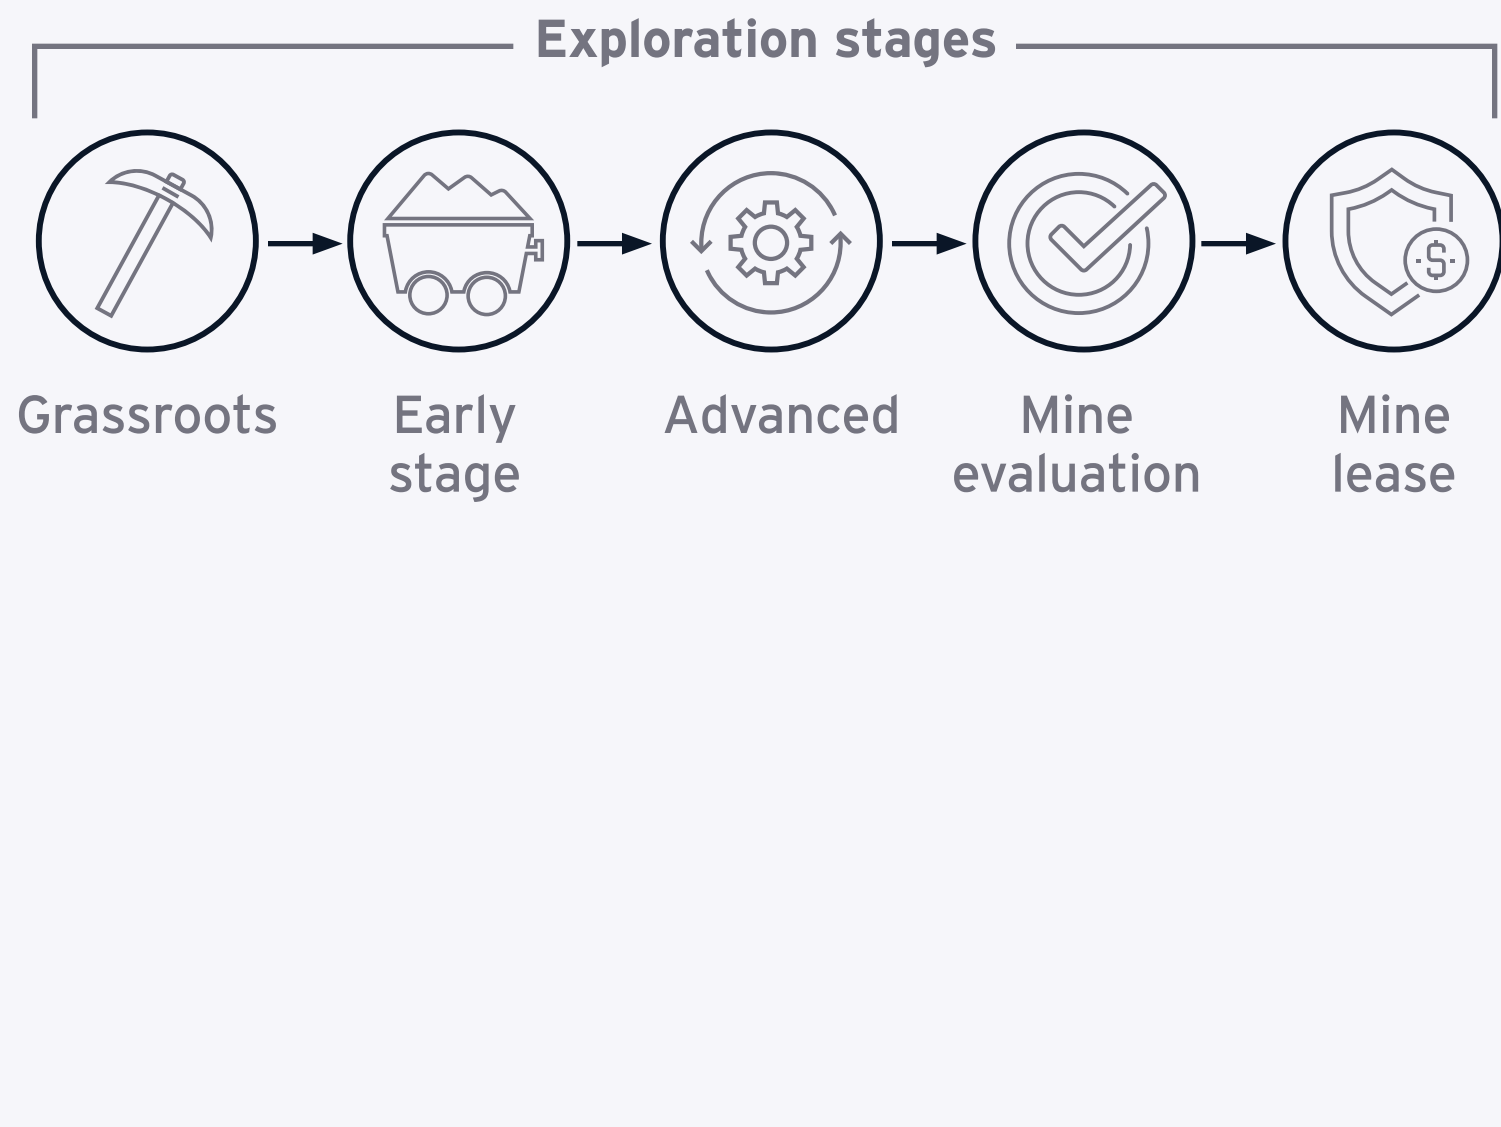 Exploration stages
Grassroots
Early
stage
Advanced
Mine
evaluation
Mine
lease
$